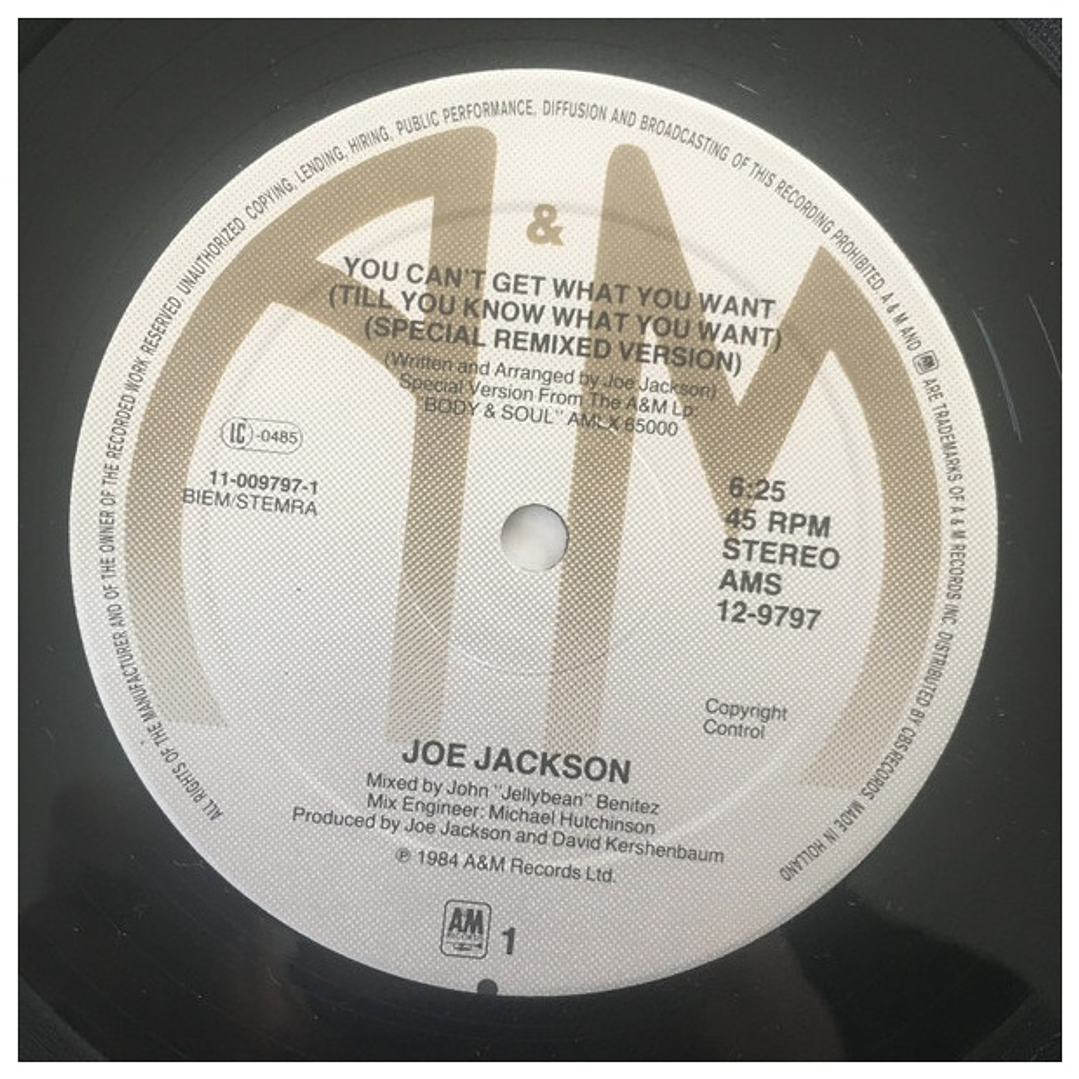 ALL RIGHTS OF THE MANUFACTURER AND OF THE OWNER OF THE RECORDED WORK RESERVED. UNAUTHORIZED COPYING, LENDING, HIRING, PUBLIC PERFORMANCE, DIFFUSION AND BROADCASTING OF THIS RECORDING PROHIBITED. A & M AND AM ARE TRADEMARKS OF A & M RECORDS INC. DISTRIBUTED BY CBS RECORDS. MADE IN HOLLAND
A & M
YOU CAN'T GET WHAT YOU WANT
(TILL YOU KNOW WHAT YOU WANT)
(SPECIAL REMIXED VERSION)
(Written and Arranged by Joe Jackson)
Special Version From The A&M Lp:
"BODY & SOUL" AMLX 65000
LC -0485
11-009797-1
BIEM/STEMRA
6:25
45 RPM
STEREO
AMS
12-9797
Copyright
Control
JOE JACKSON
Mixed by John "Jellybean" Benitez
Mix Engineer: Michael Hutchinson
Produced by Joe Jackson and David Kershenbaum
℗ 1984 A&M Records Ltd.
AM
RECORDS
1